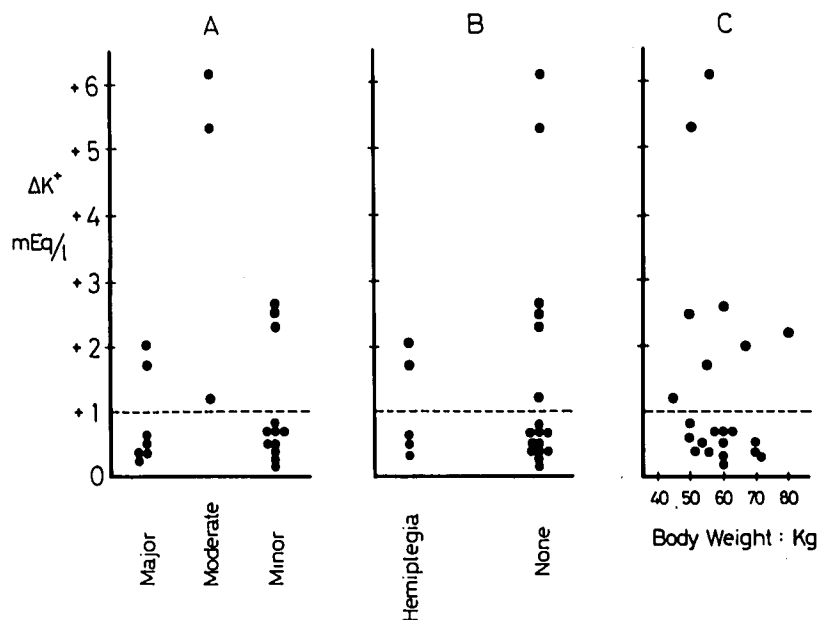 A B C
+6
+5
ΔK⁺
+4
mEq/l
+3
+2
+1
0
Major
Moderate
Minor
Hemiplegia
None
40 50 60 70 80
Body Weight : Kg